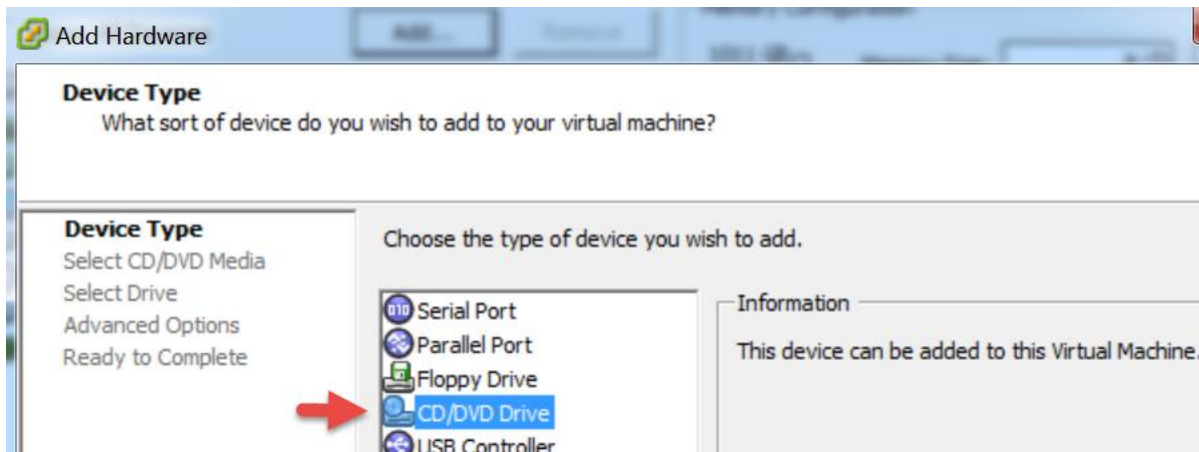 Add Hardware
Add...
Remove
Device Type
What sort of device do you wish to add to your virtual machine?
Device Type
Select CD/DVD Media
Select Drive
Advanced Options
Ready to Complete
Choose the type of device you wish to add.
Serial Port
Parallel Port
Floppy Drive
CD/DVD Drive
USB Controller
Information
This device can be added to this Virtual Machine.